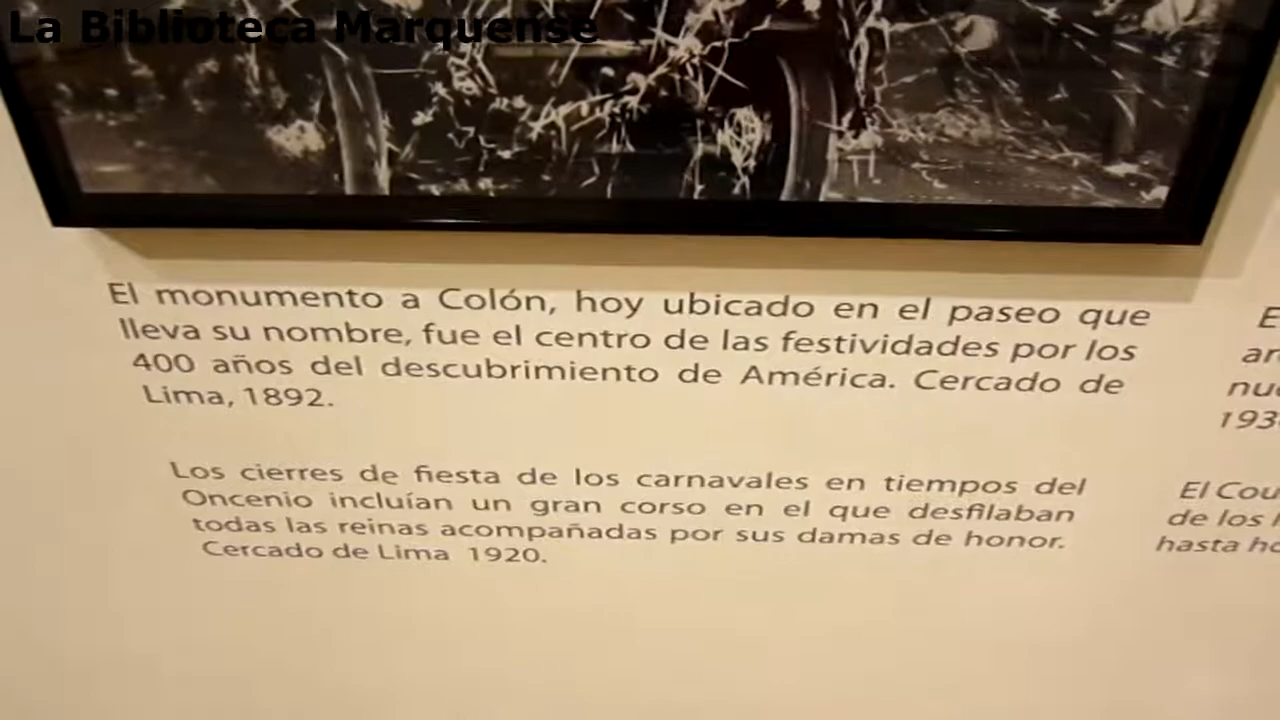 La Biblioteca Marquense
El monumento a Colón, hoy ubicado en el paseo que
lleva su nombre, fue el centro de las festividades por los
400 años del descubrimiento de América. Cercado de
Lima, 1892.
Los cierres de fiesta de los carnavales en tiempos del
Oncenio incluían un gran corso en el que desfilaban
todas las reinas acompañadas por sus damas de honor.
Cercado de Lima 1920.
El
de los
hasta